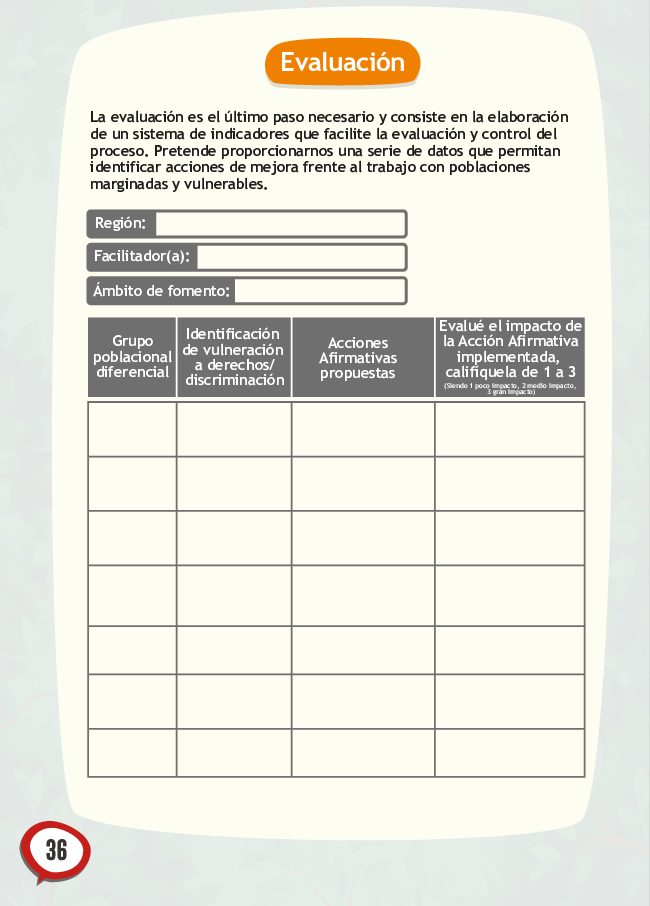 Evaluación
La evaluación es el último paso necesario y consiste en la elaboración
de un sistema de indicadores que facilite la evaluación y control del
proceso. Pretende proporcionarnos una serie de datos que permitan
identificar acciones de mejora frente al trabajo con poblaciones
marginadas y vulnerables.
Región:
Facilitador(a):
Ámbito de fomento:
Grupo
poblacional
diferencial
Identificación
de vulneración
a derechos/
discriminación
Acciones
Afirmativas
propuestas
Evalué el impacto de
la Acción Afirmativa
implementada,
califiquela de 1 a 3
(Siendo 1 poco impacto, 2 medio impacto,
3 gran impacto)
36